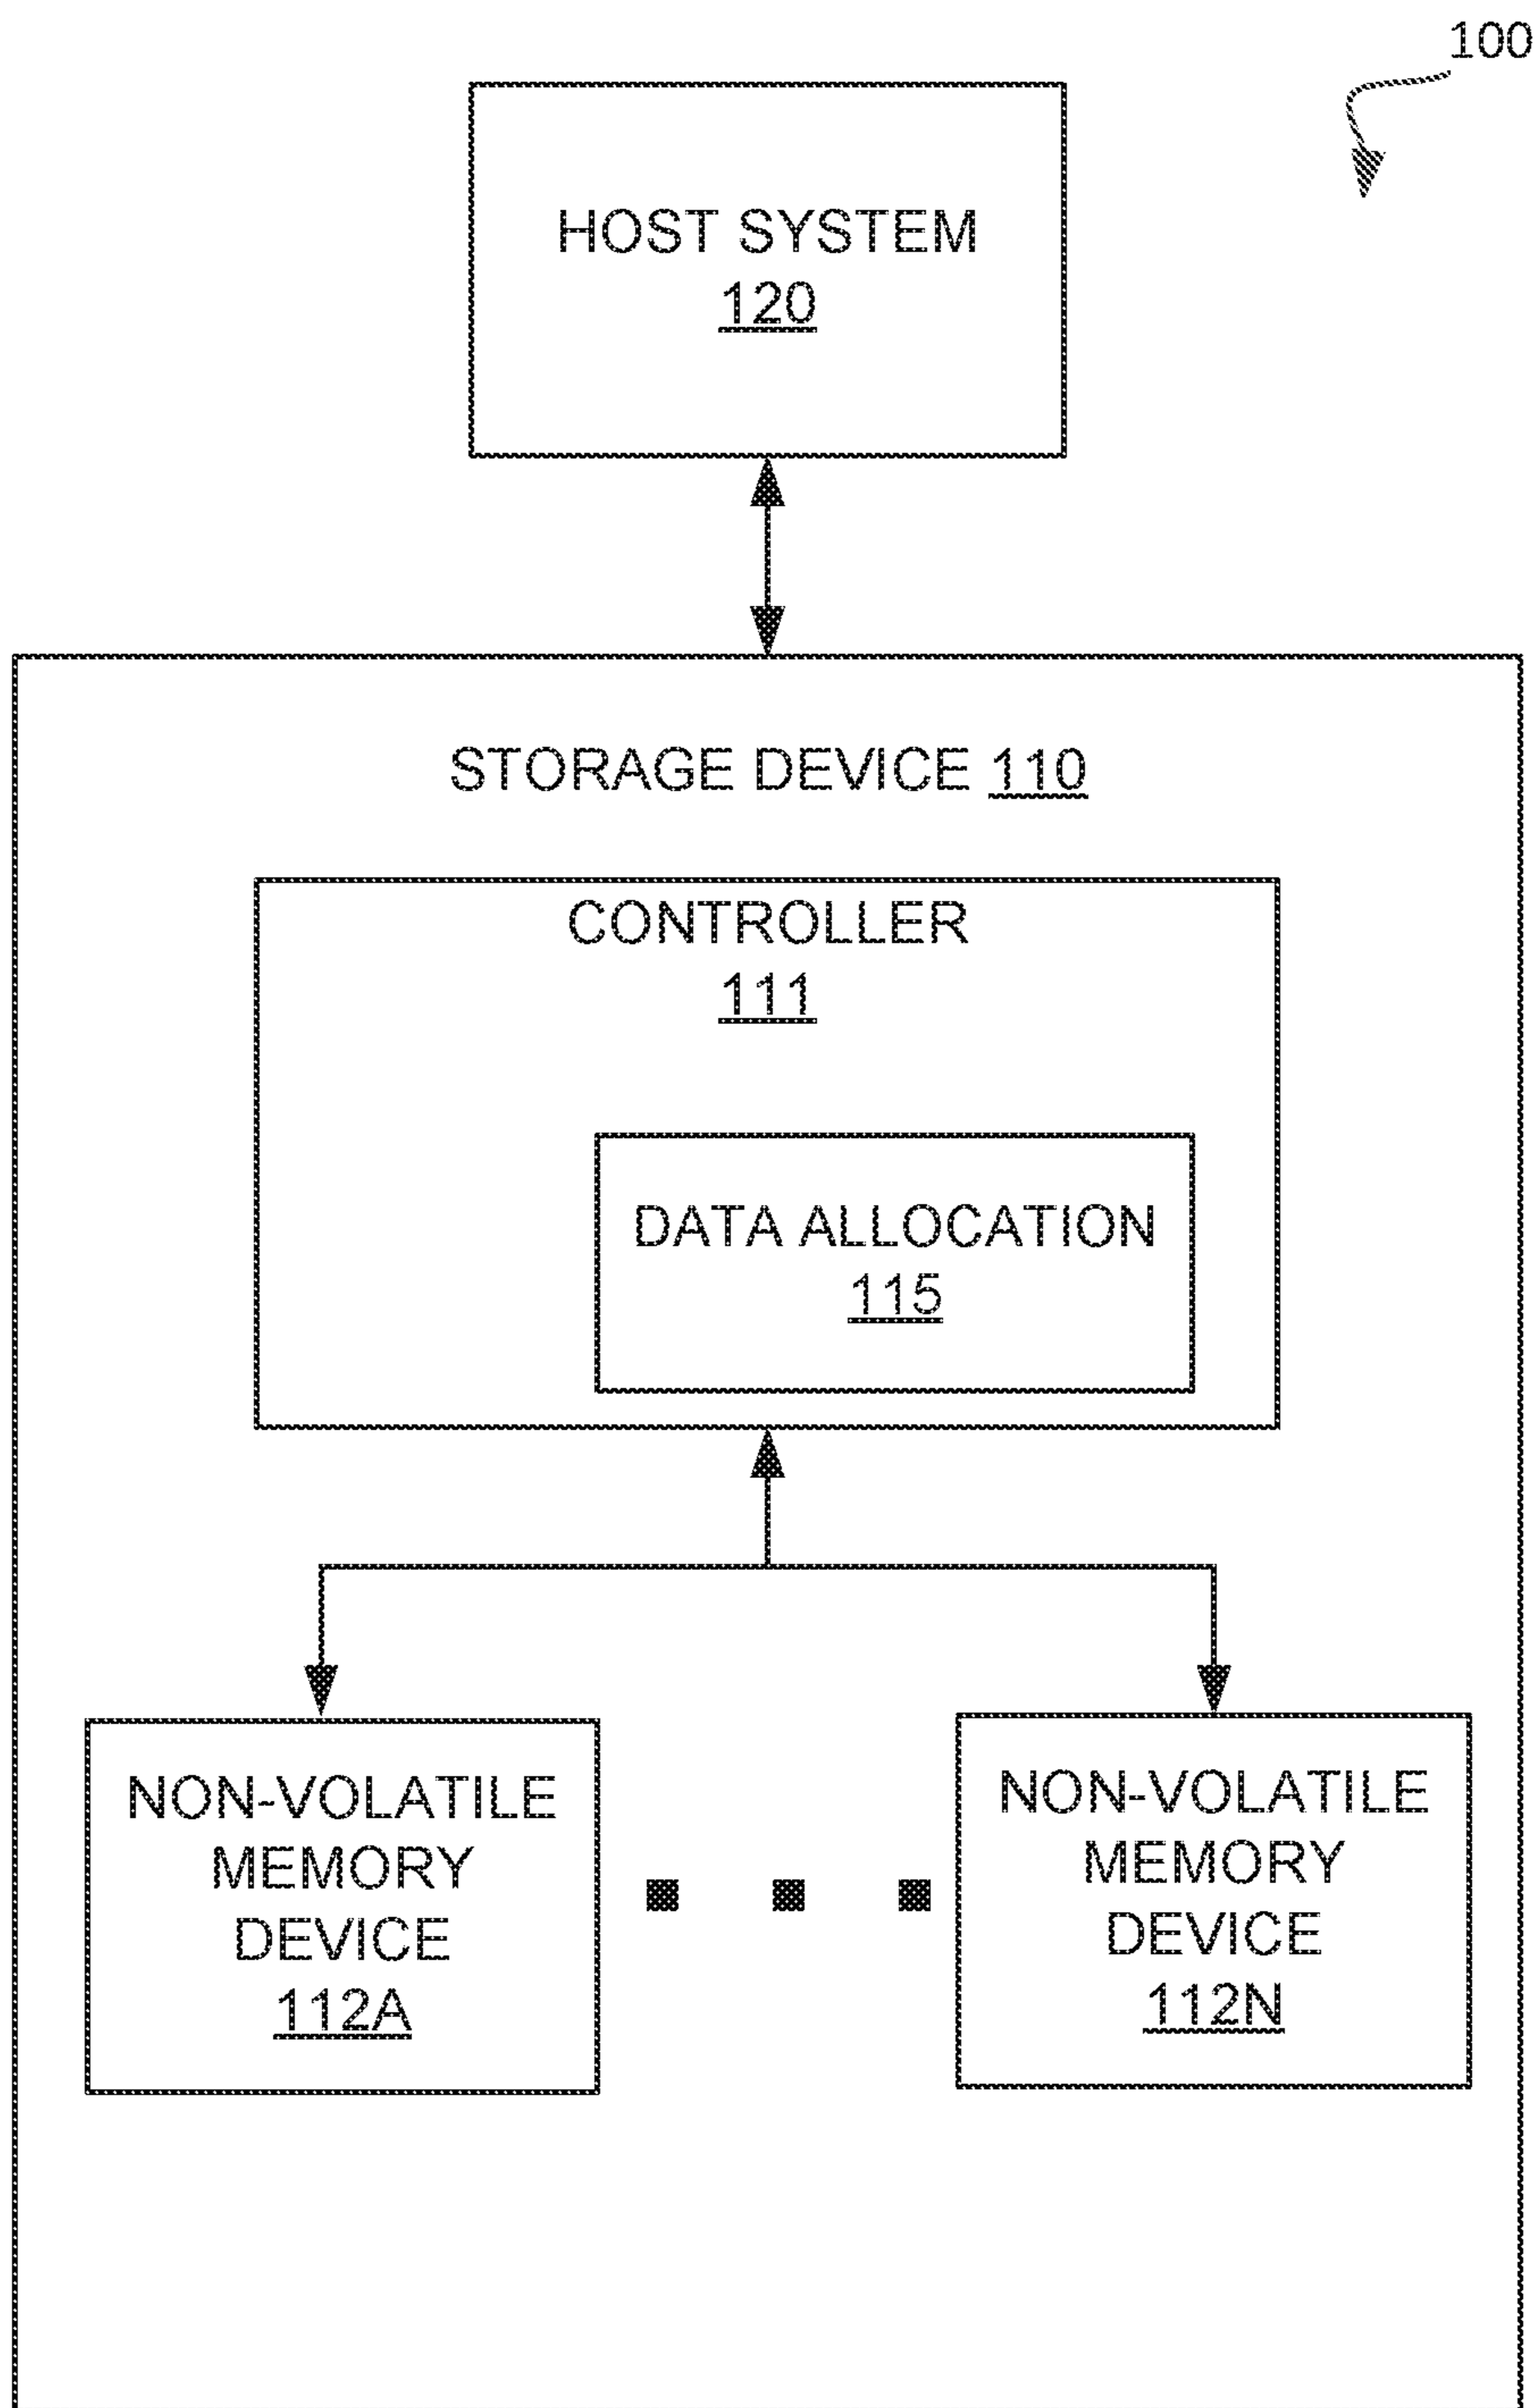 100
HOST SYSTEM
120
STORAGE DEVICE 110
CONTROLLER
111
DATA ALLOCATION
115
NON-VOLATILE
MEMORY
DEVICE
112A
NON-VOLATILE
MEMORY
DEVICE
112N